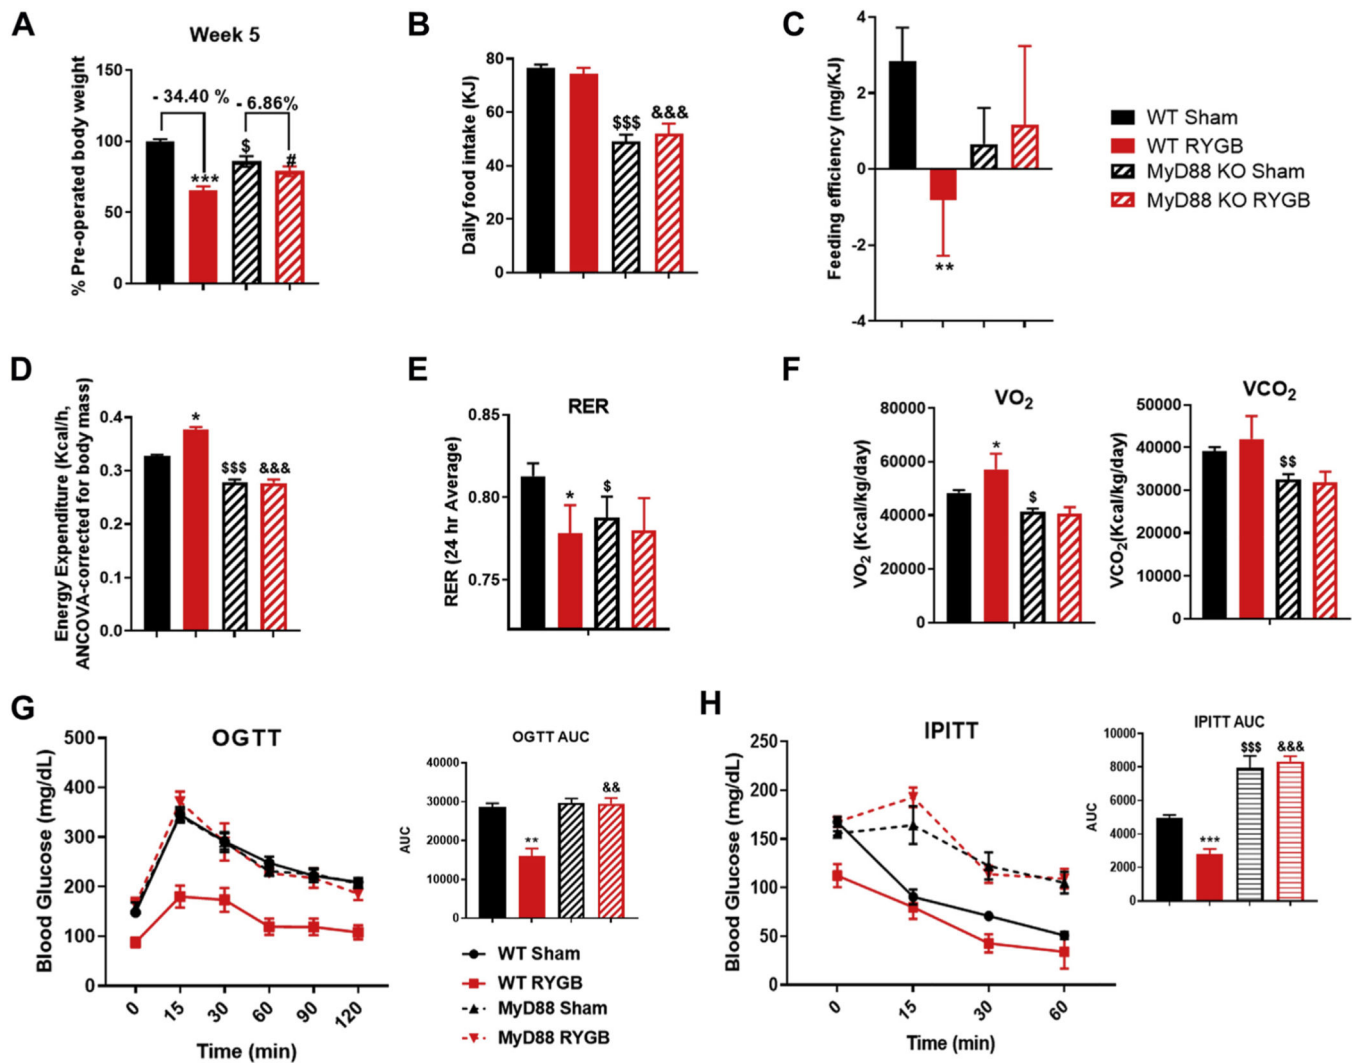 A
Week 5
% Pre-operated body weight
150
100
50
0
- 34.40 %
- 6.86%
***
$
#
B
Daily food intake (KJ)
80
60
40
20
0
$$$
&&&
C
Feeding efficiency (mg/KJ)
4
2
0
-2
-4
**
WT Sham
WT RYGB
MyD88 KO Sham
MyD88 KO RYGB
D
Energy Expenditure (Kcal/h,
ANCOVA-corrected for body mass)
0.4
0.3
0.2
0.1
0.0
*
$$$
&&&
E
RER
RER (24 hr Average)
0.85
0.80
0.75
*
$
F
VO2
VO2 (Kcal/kg/day)
80000
60000
40000
20000
0
*
$
VCO2
VCO2(Kcal/kg/day)
50000
40000
30000
20000
10000
0
$$
G
OGTT
Blood Glucose (mg/dL)
500
400
300
200
100
0
0 15 30 60 90 120
Time (min)
OGTT AUC
AUC
40000
30000
20000
10000
0
**
&&
WT Sham
WT RYGB
MyD88 Sham
MyD88 RYGB
H
IPITT
Blood Glucose (mg/dL)
250
200
150
100
50
0
0 15 30 60
Time (min)
IPITT AUC
AUC
10000
8000
6000
4000
2000
0
***
$$$
&&&